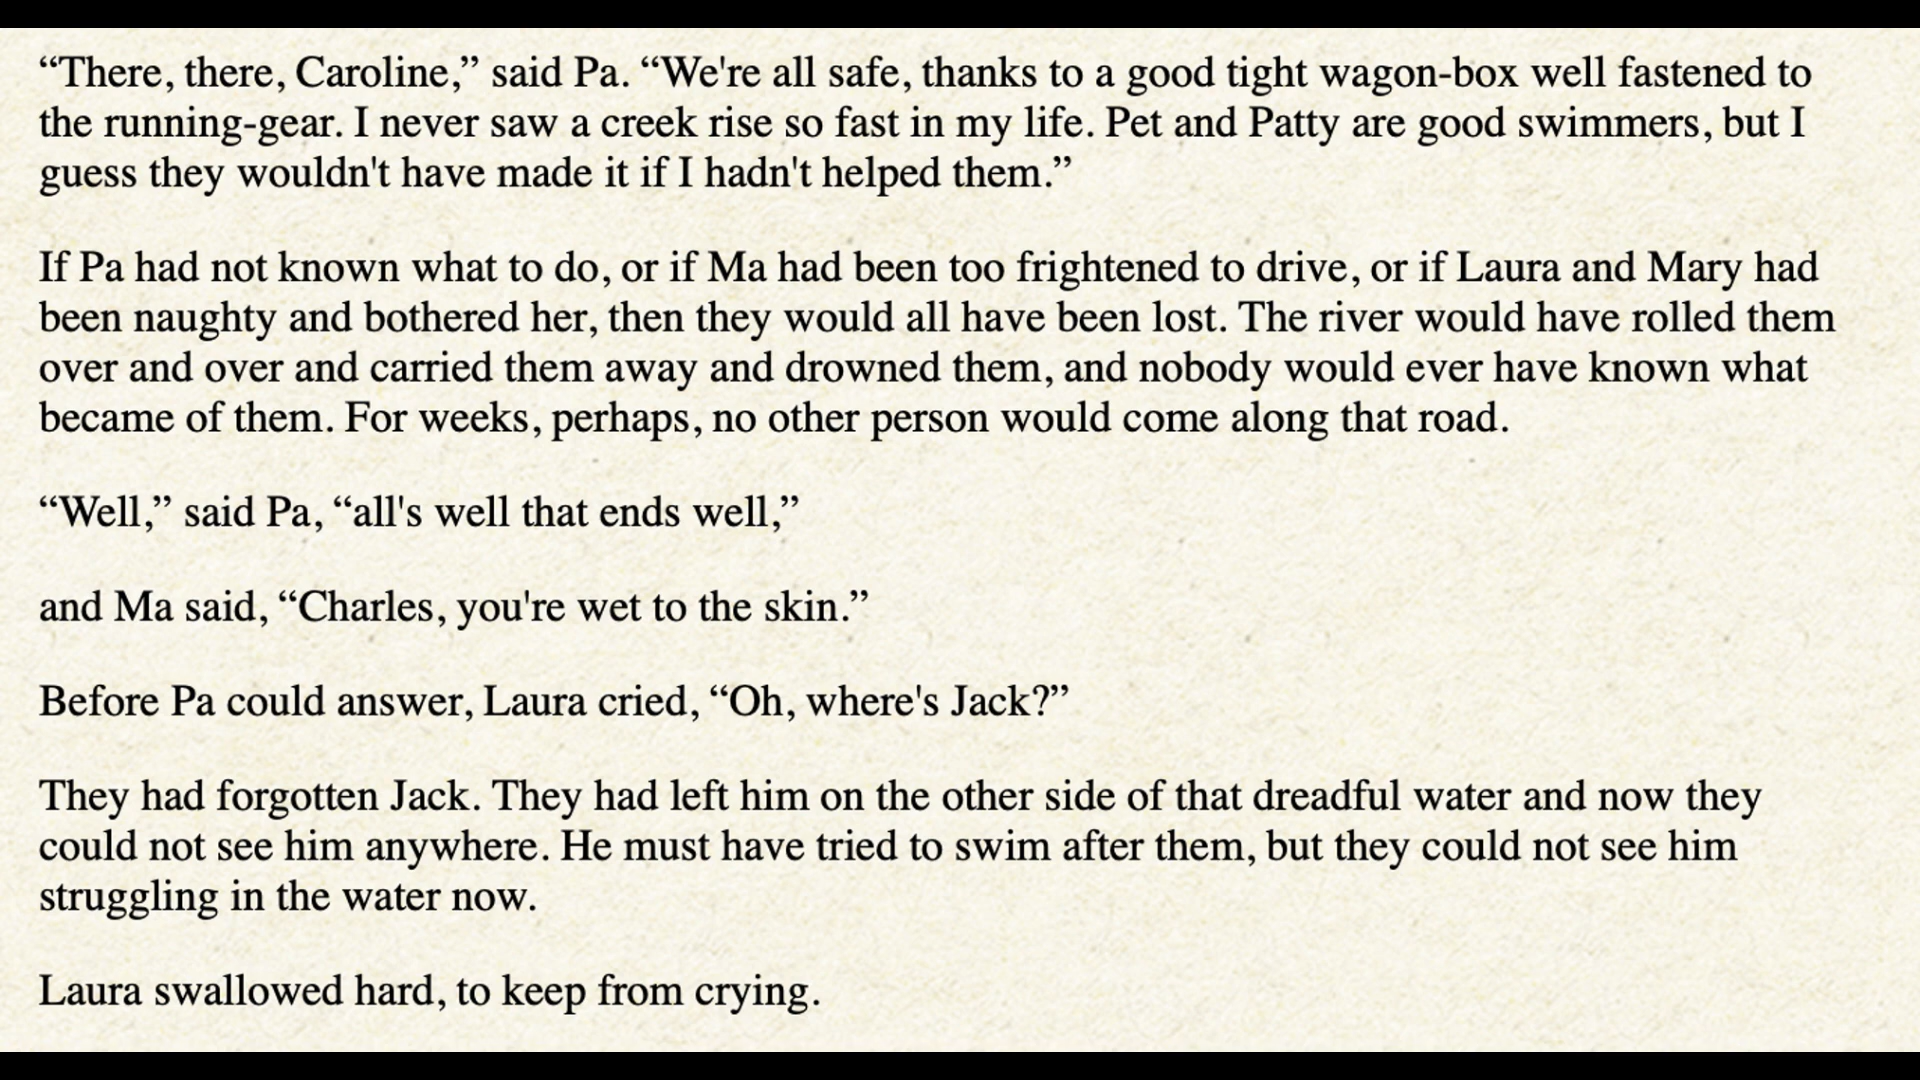 “There, there, Caroline,” said Pa. “We're all safe, thanks to a good tight wagon-box well fastened to
the running-gear. I never saw a creek rise so fast in my life. Pet and Patty are good swimmers, but I
guess they wouldn't have made it if I hadn't helped them.”
If Pa had not known what to do, or if Ma had been too frightened to drive, or if Laura and Mary had
been naughty and bothered her, then they would all have been lost. The river would have rolled them
over and over and carried them away and drowned them, and nobody would ever have known what
became of them. For weeks, perhaps, no other person would come along that road.
“Well,” said Pa, “all's well that ends well,”
and Ma said, “Charles, you're wet to the skin.”
Before Pa could answer, Laura cried, “Oh, where's Jack?”
They had forgotten Jack. They had left him on the other side of that dreadful water and now they
could not see him anywhere. He must have tried to swim after them, but they could not see him
struggling in the water now.
Laura swallowed hard, to keep from crying.